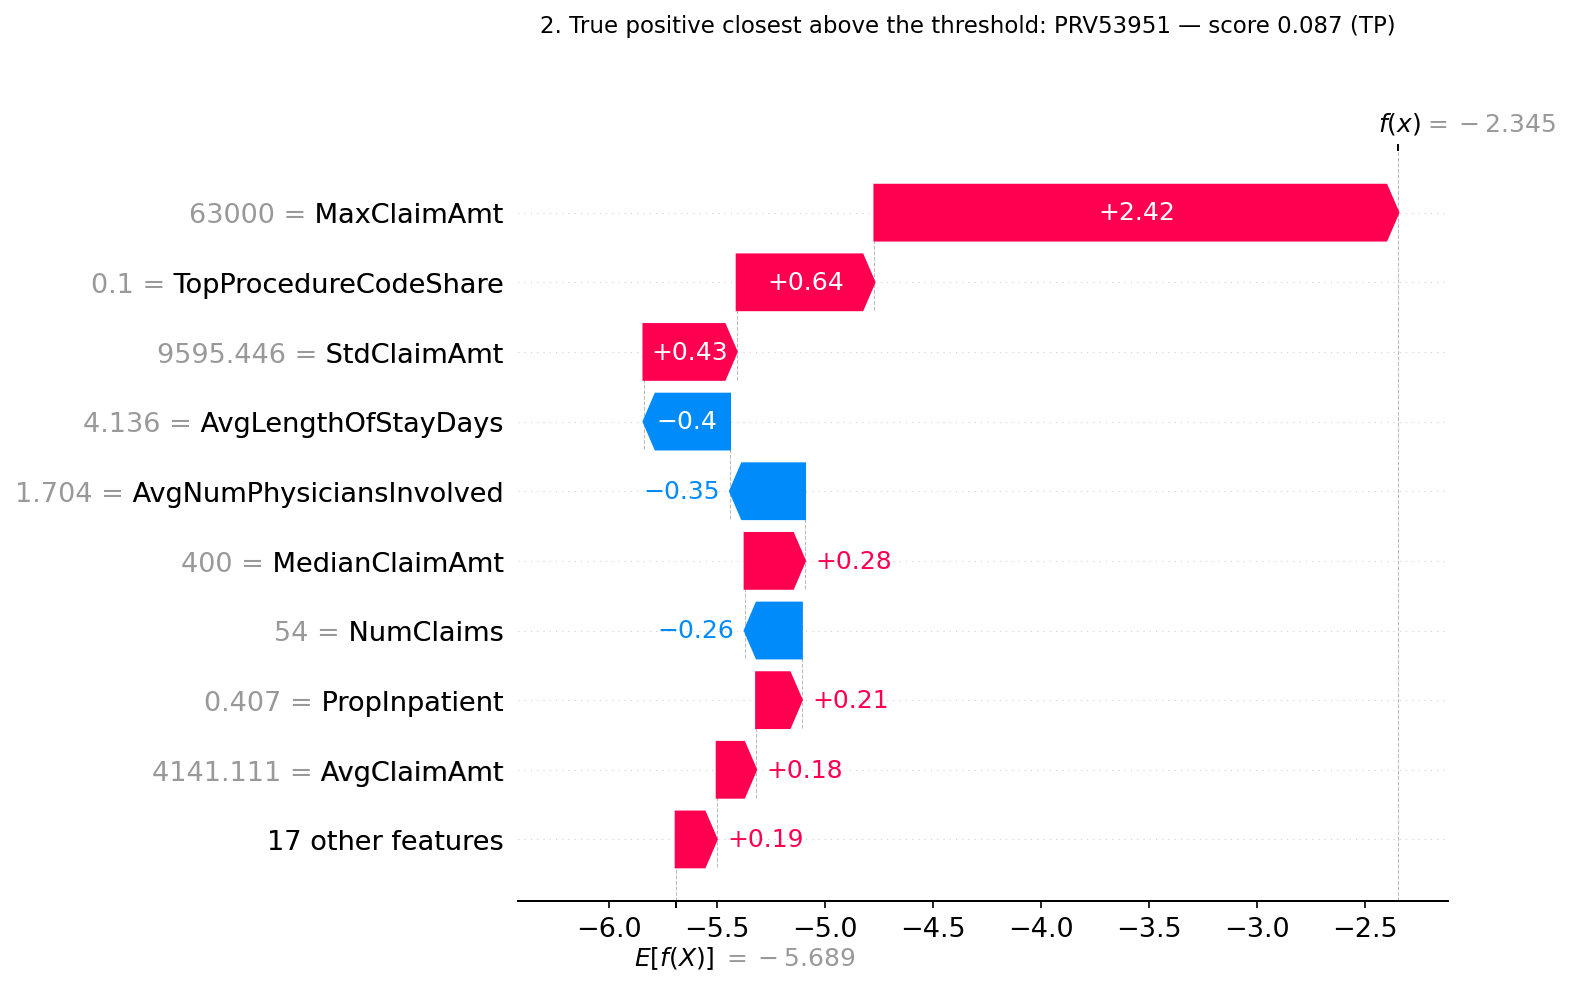 2. True positive closest above the threshold: PRV53951 — score 0.087 (TP)
f(x) = −2.345
63000 = MaxClaimAmt +2.42
0.1 = TopProcedureCodeShare +0.64
9595.446 = StdClaimAmt +0.43
4.136 = AvgLengthOfStayDays −0.4
1.704 = AvgNumPhysiciansInvolved −0.35
400 = MedianClaimAmt +0.28
54 = NumClaims −0.26
0.407 = PropInpatient +0.21
4141.111 = AvgClaimAmt +0.18
17 other features +0.19
−6.0 −5.5 −5.0 −4.5 −4.0 −3.5 −3.0 −2.5
E[f(X)] = −5.689